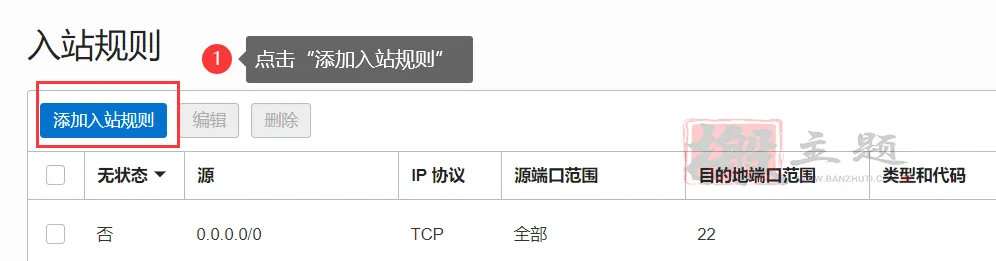 入站规则
1 点击“添加入站规则”
添加入站规则 编辑 删除
主题
WWW.BANZHUTI.COM
无状态 源 IP 协议 源端口范围 目的地端口范围 类型和代码
否 0.0.0.0/0 TCP 全部 22